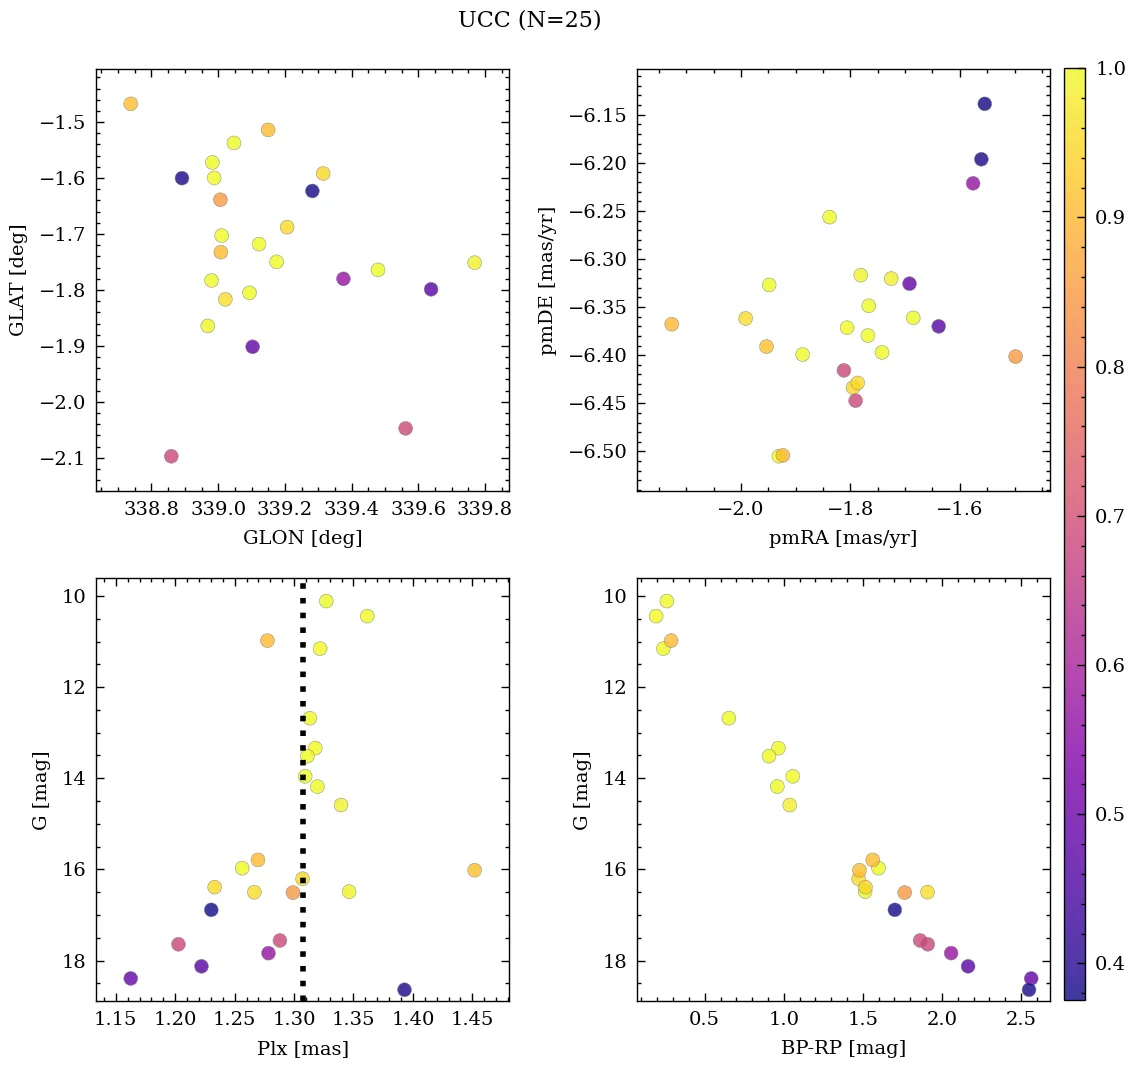 UCC (N=25)
−1.5
−1.6
−1.7
−1.8
−1.9
−2.0
−2.1
GLAT [deg]
338.8 339.0 339.2 339.4 339.6 339.8
GLON [deg]
−6.15
−6.20
−6.25
−6.30
−6.35
−6.40
−6.45
−6.50
pmDE [mas/yr]
−2.0 −1.8 −1.6
pmRA [mas/yr]
10
12
14
16
18
G [mag]
1.15 1.20 1.25 1.30 1.35 1.40 1.45
Plx [mas]
10
12
14
16
18
G [mag]
0.5 1.0 1.5 2.0 2.5
BP-RP [mag]
1.0
0.9
0.8
0.7
0.6
0.5
0.4